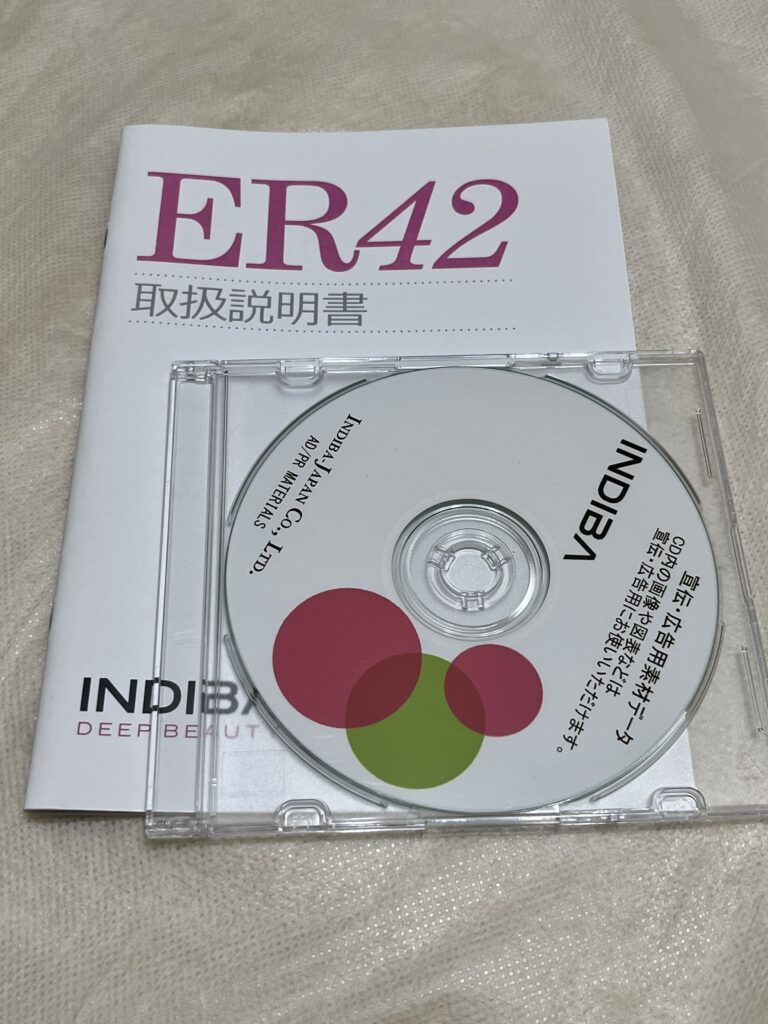 ER42
取扱説明書
INDIBA
DEEP BEAUT
INDIBA-JAPAN CO., LTD.
AD/PR MATERIALS
INDIBA
宣伝・広告用素材データ
CD内の画像や図表などは
宣伝・広告用にお使いいただけます。